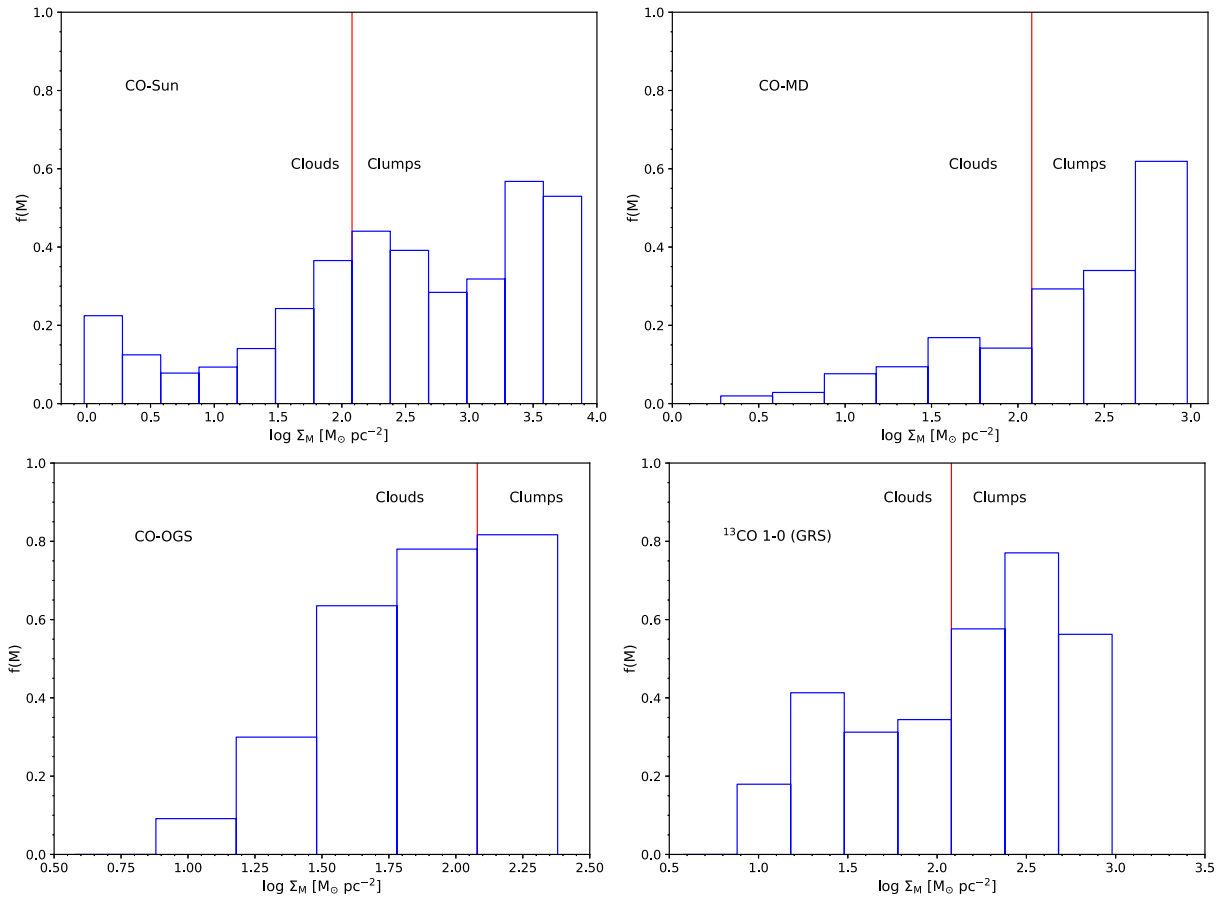 1.0
0.8
0.6
0.4
0.2
0.0
f(M)
CO-Sun
Clouds Clumps
0.0 0.5 1.0 1.5 2.0 2.5 3.0 3.5 4.0
log Σ_M [M_⊙ pc⁻²]
1.0
0.8
0.6
0.4
0.2
0.0
f(M)
CO-MD
Clouds Clumps
0.0 0.5 1.0 1.5 2.0 2.5 3.0
log Σ_M [M_⊙ pc⁻²]
1.0
0.8
0.6
0.4
0.2
0.0
f(M)
Clouds Clumps
CO-OGS
0.50 0.75 1.00 1.25 1.50 1.75 2.00 2.25 2.50
log Σ_M [M_⊙ pc⁻²]
1.0
0.8
0.6
0.4
0.2
0.0
f(M)
Clouds Clumps
¹³CO 1-0 (GRS)
0.5 1.0 1.5 2.0 2.5 3.0 3.5
log Σ_M [M_⊙ pc⁻²]